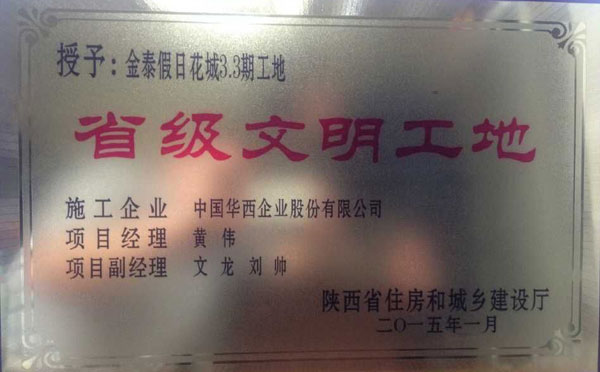 授予：金泰假日花城3.3期工地
省级文明工地
施工企业 中国华西企业股份有限公司
项目经理 黄伟
项目副经理 文龙 刘帅
陕西省住房和城乡建设厅
二〇一五年一月